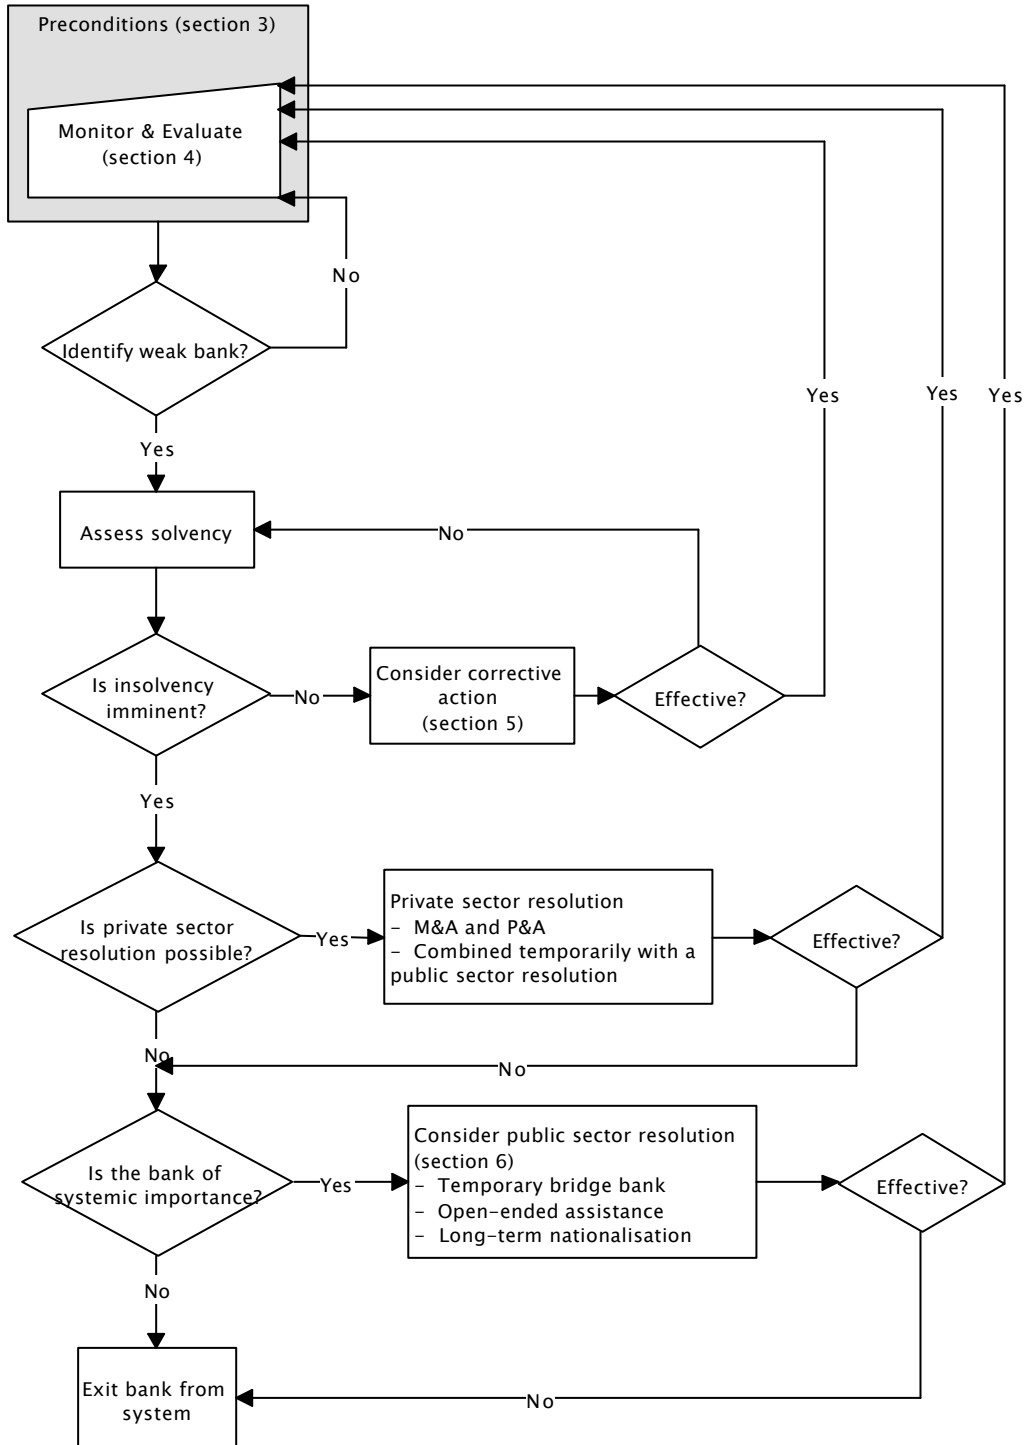 Preconditions (section 3)
Monitor & Evaluate
(section 4)
No
Identify weak bank?
Yes
Yes
Yes
Yes
Assess solvency
No
Is insolvency
imminent?
No
Consider corrective
action
(section 5)
Effective?
Yes
Is private sector
resolution possible?
Yes
Private sector resolution
– M&A and P&A
– Combined temporarily with a
public sector resolution
Effective?
No
No
Is the bank of
systemic importance?
Yes
Consider public sector resolution
(section 6)
– Temporary bridge bank
– Open–ended assistance
– Long–term nationalisation
Effective?
No
Exit bank from
system
No